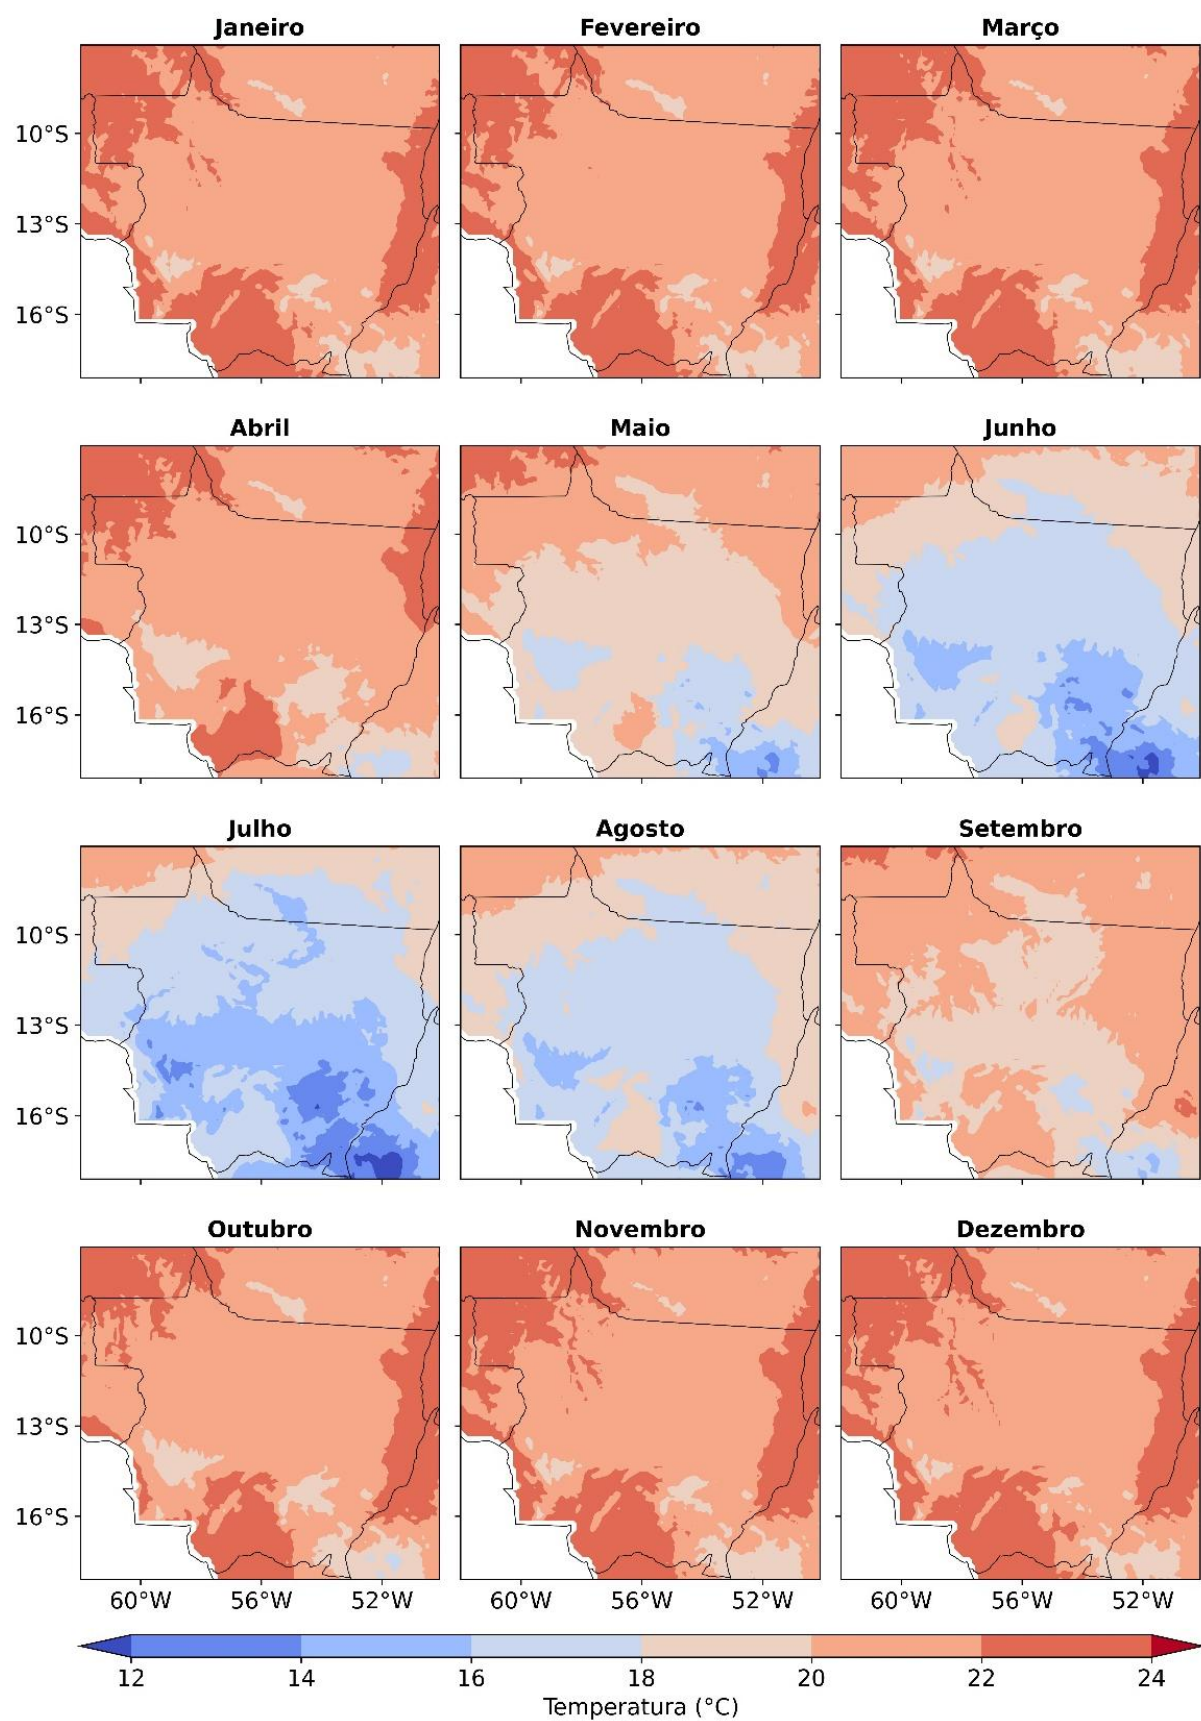 Janeiro Fevereiro Março
10°S
13°S
16°S
Abril Maio Junho
10°S
13°S
16°S
Julho Agosto Setembro
10°S
13°S
16°S
Outubro Novembro Dezembro
10°S
13°S
16°S
60°W 56°W 52°W 60°W 56°W 52°W 60°W 56°W 52°W
12 14 16 18 20 22 24
Temperatura (°C)